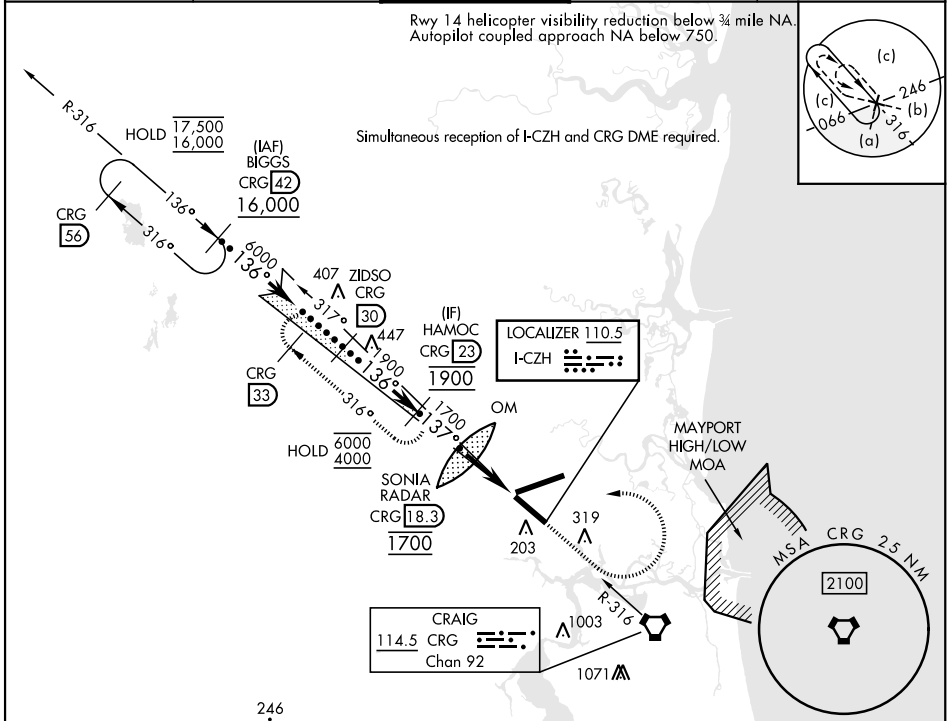 Rwy 14 helicopter visibility reduction below ¾ mile NA.
Autopilot coupled approach NA below 750.
(c)
246
(c)
(b)
066
316
(a)
Simultaneous reception of I-CZH and CRG DME required.
R-316
HOLD 17,500
16,000
(IAF)
BIGGS
CRG 42
16,000
136°
316°
CRG
56
6000
136°
407
ZIDSO
CRG
30
317°
447
(IF)
HAMOC
CRG 23
1900
1900
136°
LOCALIZER 110.5
I-CZH
CRG
33
316°
1700
137°
OM
HOLD 6000
4000
SONIA
RADAR
CRG 18.3
1700
MAYPORT
HIGH/LOW
MOA
203
319
MSA CRG 25 NM
2100
R-316
CRAIG
114.5 CRG
Chan 92
1003
1071
246